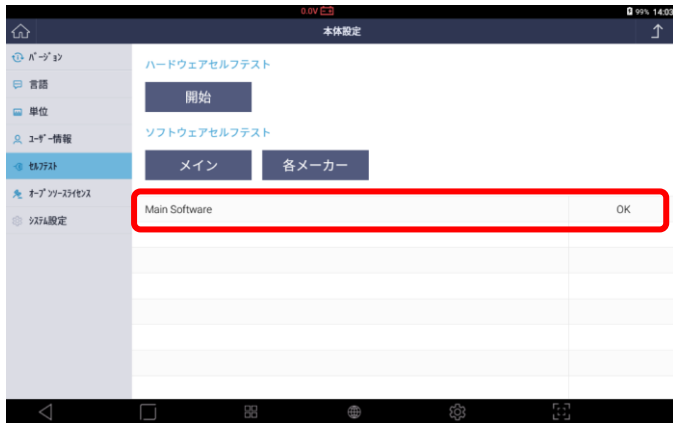 0.0V
99% 14:03
本体設定
ﾊﾞｰｼﾞｮﾝ
言語
単位
ﾕｰｻﾞｰ情報
ｾﾙﾌﾃｽﾄ
ｵｰﾌﾟﾝｿｰｽﾗｲｾﾝｽ
ｼｽﾃﾑ設定
ハードウェアセルフテスト
開始
ソフトウェアセルフテスト
メイン 各メーカー
Main Software OK